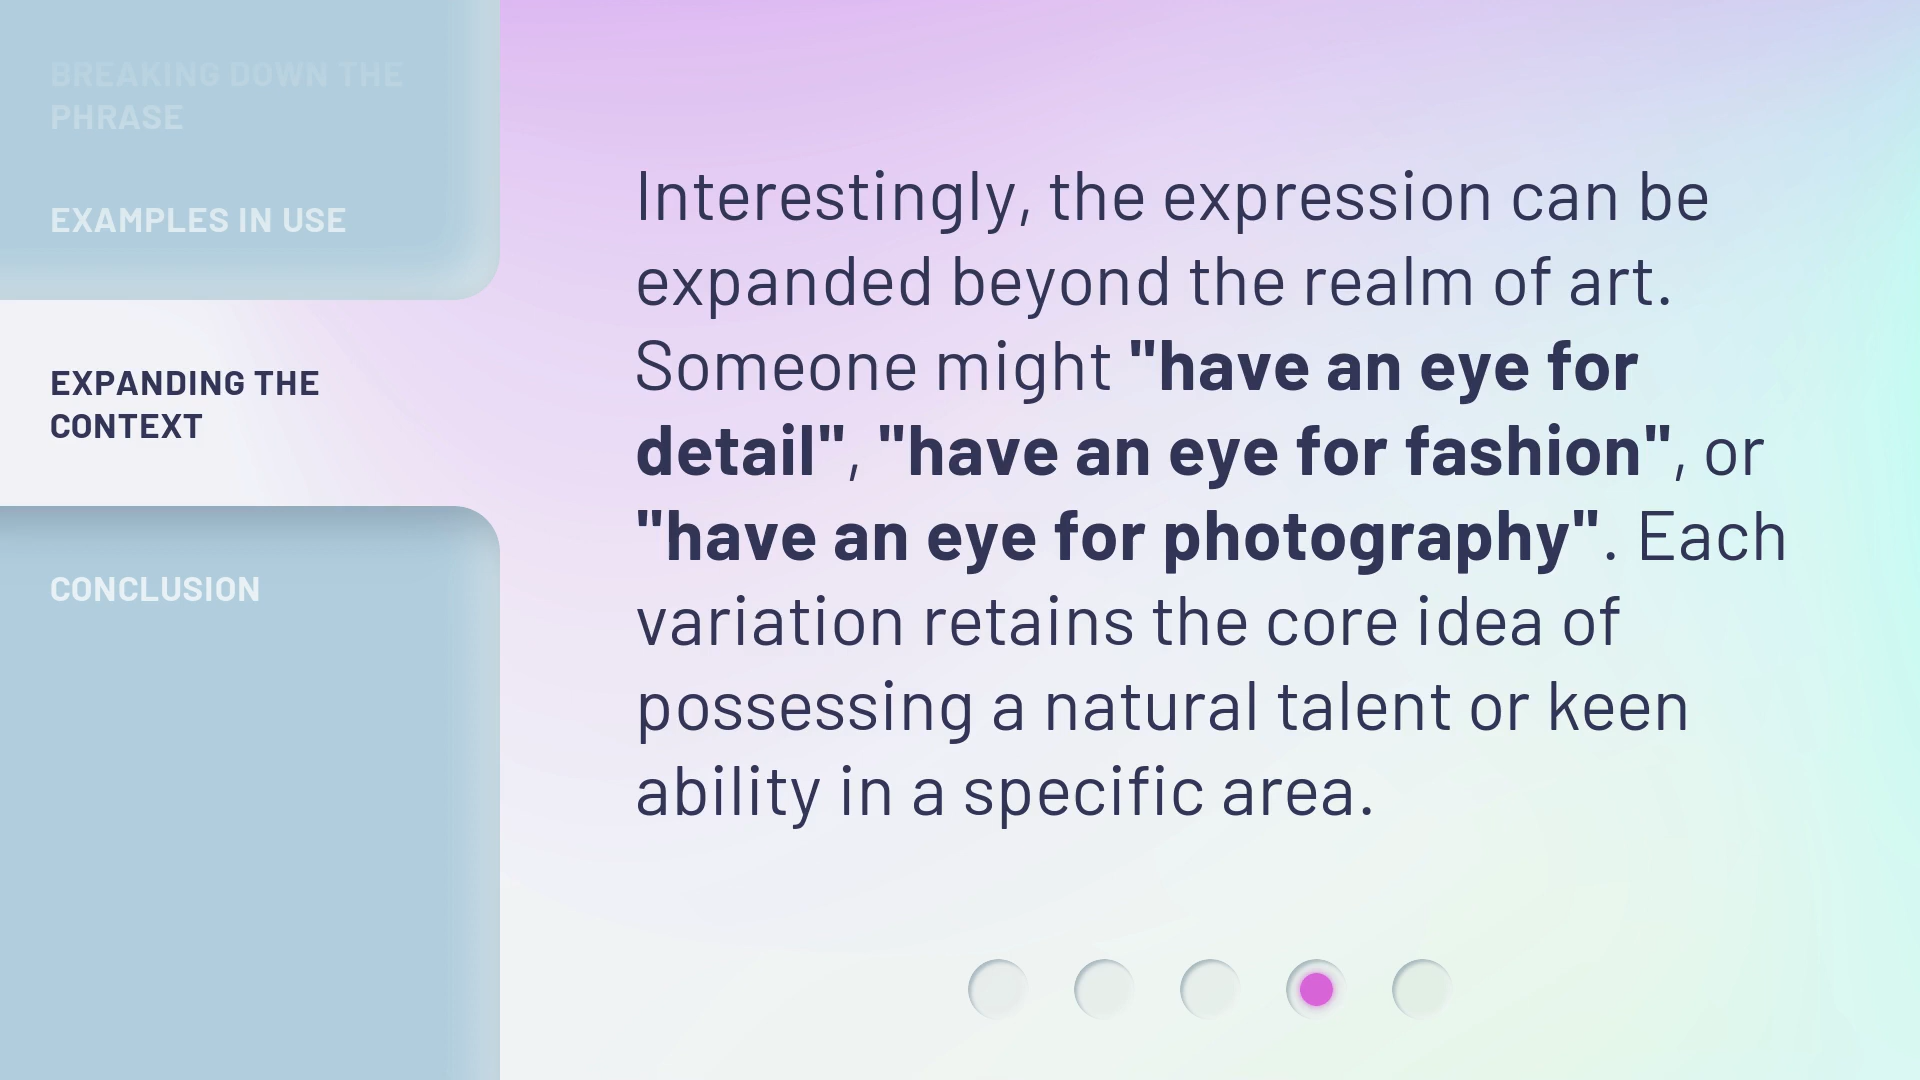 BREAKING DOWN THE
PHRASE
EXAMPLES IN USE
EXPANDING THE
CONTEXT
CONCLUSION
Interestingly, the expression can be
expanded beyond the realm of art.
Someone might "have an eye for
detail", "have an eye for fashion", or
"have an eye for photography". Each
variation retains the core idea of
possessing a natural talent or keen
ability in a specific area.